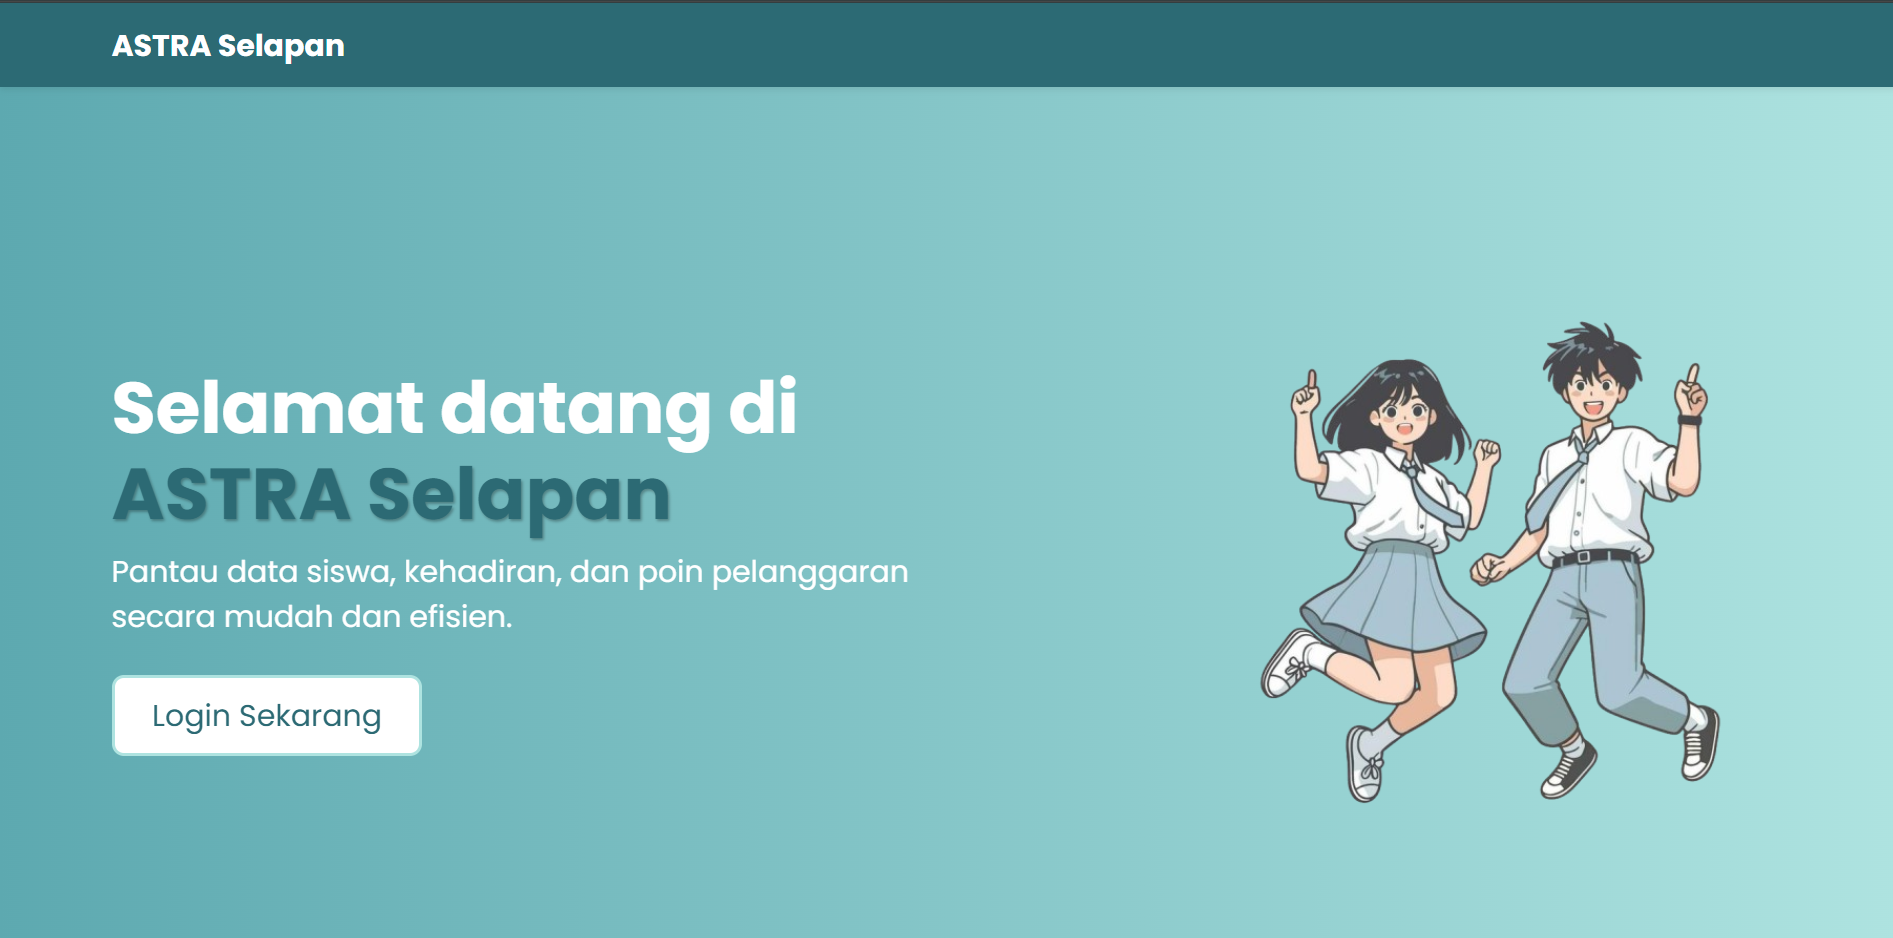 ASTRA Selapan
Selamat datang di
ASTRA Selapan
Pantau data siswa, kehadiran, dan poin pelanggaran
secara mudah dan efisien.
Login Sekarang